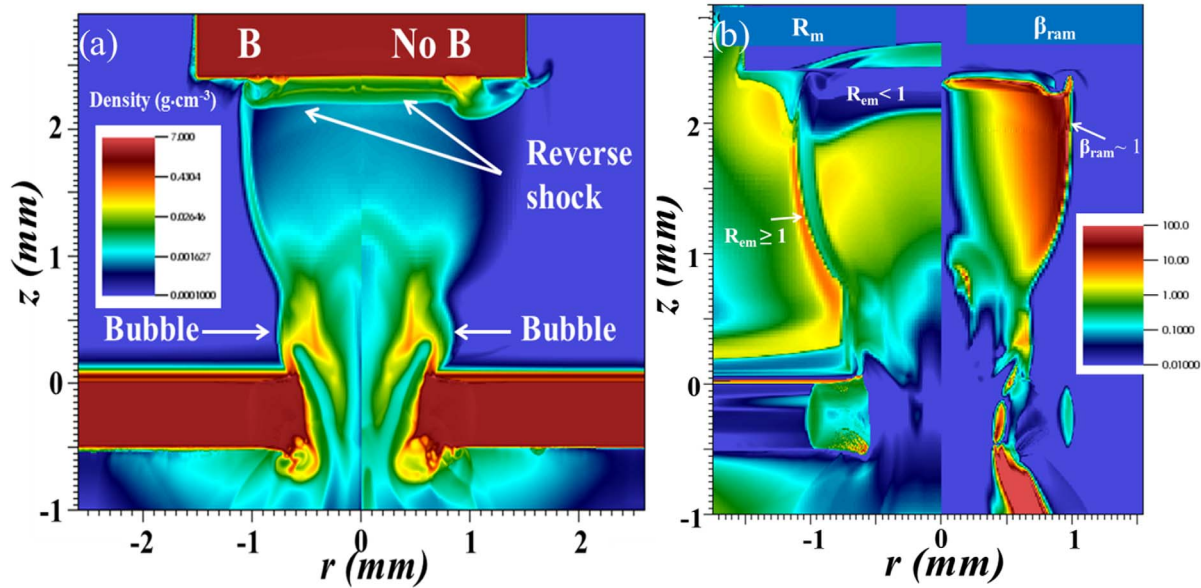 (a)
B
No B
Density (g·cm⁻³)
7.000
0.4304
0.02646
0.001627
0.0001000
Reverse
shock
Bubble
Bubble
z (mm)
2
1
0
-1
-2
-1
0
1
2
r (mm)
(b)
Rₘ
βᵣₐₘ
Rₑₘ< 1
βᵣₐₘ~ 1
Rₑₘ ≥ 1
100.0
10.00
1.000
0.1000
0.01000
z (mm)
2
1
0
-1
-1
0
1
r (mm)